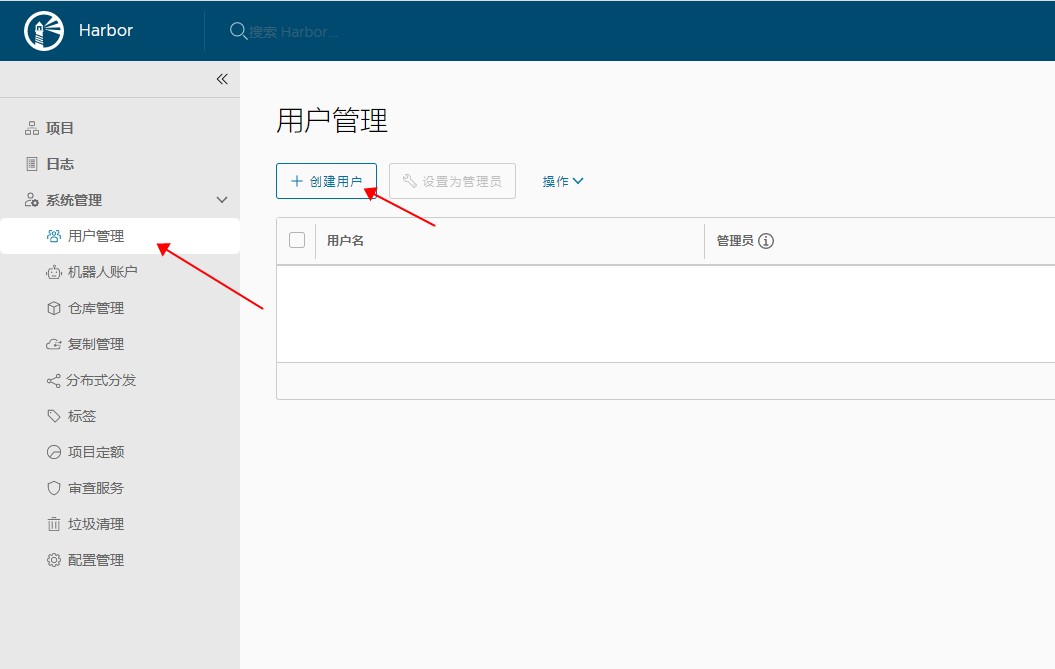 Harbor
搜索 Harbor...
项目
日志
系统管理
用户管理
机器人账户
仓库管理
复制管理
分布式分发
标签
项目定额
审查服务
垃圾清理
配置管理
用户管理
创建用户
设置为管理员
操作
用户名
管理员